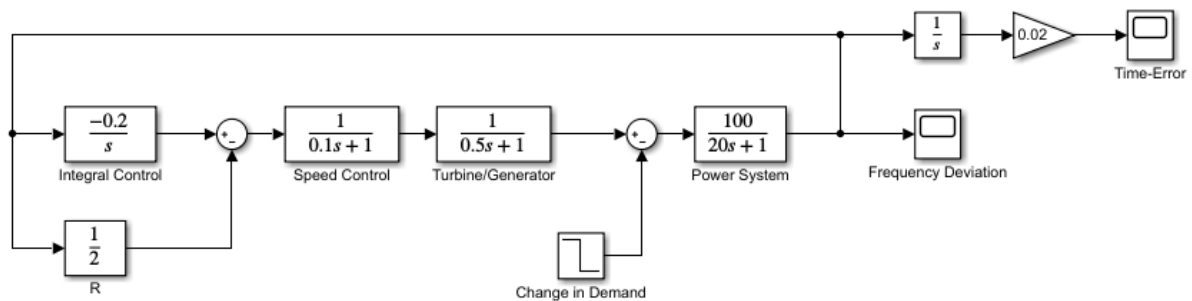 1
s
0.02
Time-Error
−0.2
s
Integral Control
+
−
1
0.1s + 1
Speed Control
1
0.5s + 1
Turbine/Generator
+
−
100
20s + 1
Power System
Frequency Deviation
1
2
R
Change in Demand